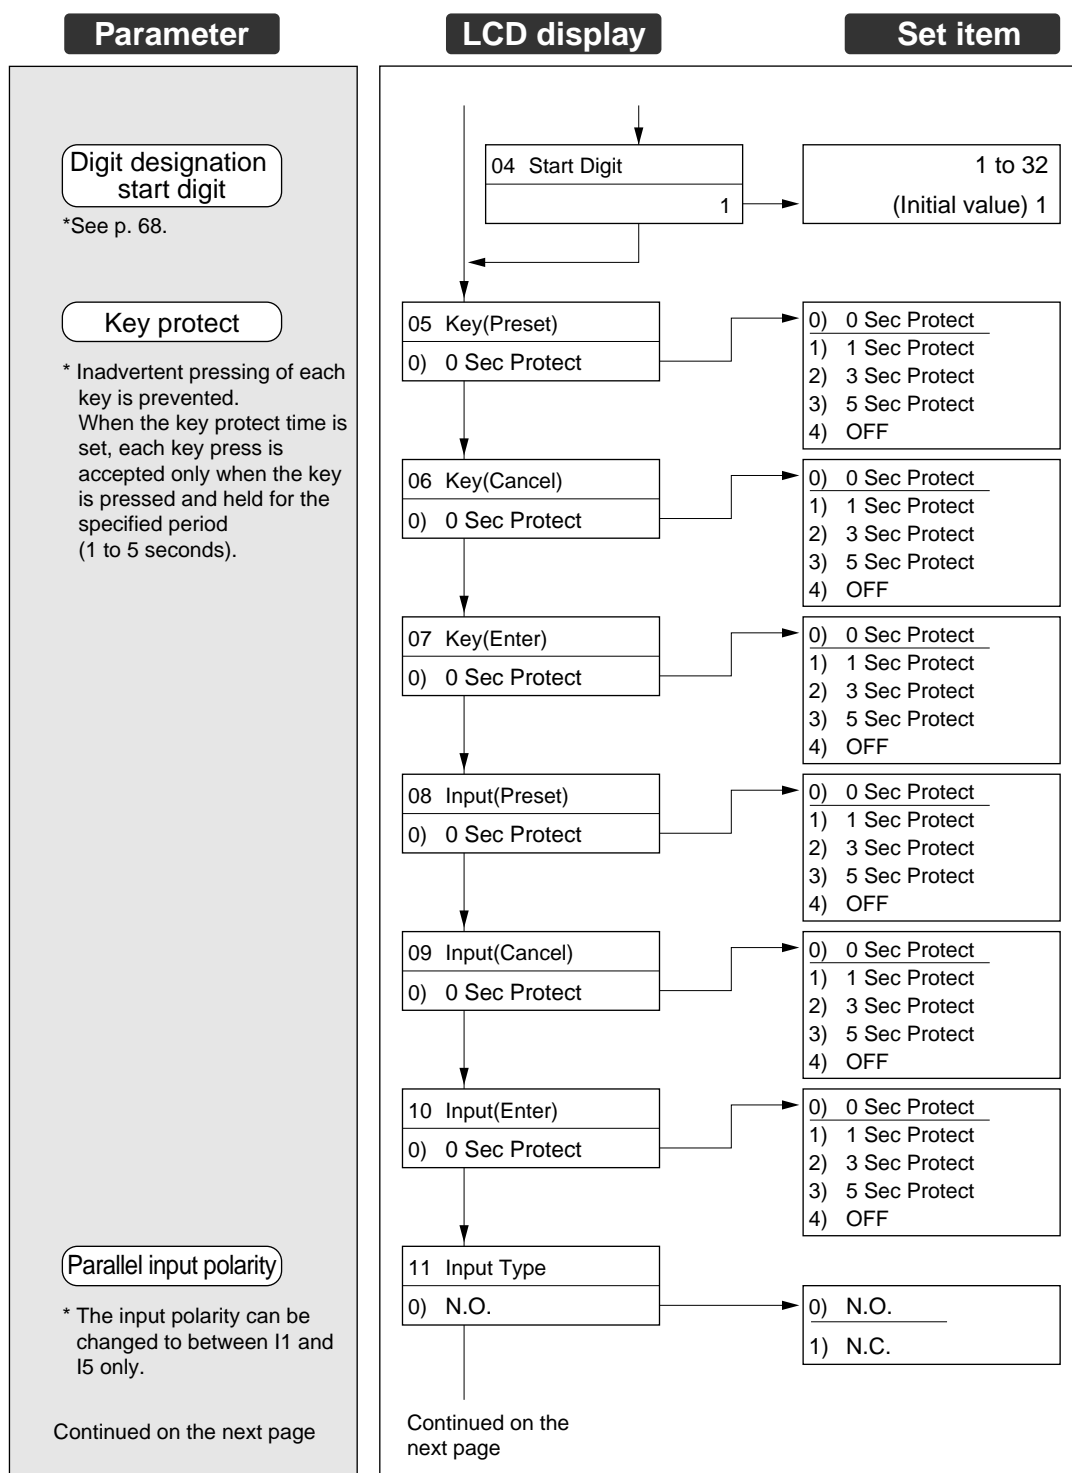 Parameter
LCD display
Set item
Digit designation
start digit
*See p. 68.
04 Start Digit
1
1 to 32
(Initial value) 1
Key protect
* Inadvertent pressing of each
key is prevented.
When the key protect time is
set, each key press is
accepted only when the key
is pressed and held for the
specified period
(1 to 5 seconds).
05 Key(Preset)
0) 0 Sec Protect
0) 0 Sec Protect
1) 1 Sec Protect
2) 3 Sec Protect
3) 5 Sec Protect
4) OFF
06 Key(Cancel)
0) 0 Sec Protect
0) 0 Sec Protect
1) 1 Sec Protect
2) 3 Sec Protect
3) 5 Sec Protect
4) OFF
07 Key(Enter)
0) 0 Sec Protect
0) 0 Sec Protect
1) 1 Sec Protect
2) 3 Sec Protect
3) 5 Sec Protect
4) OFF
08 Input(Preset)
0) 0 Sec Protect
0) 0 Sec Protect
1) 1 Sec Protect
2) 3 Sec Protect
3) 5 Sec Protect
4) OFF
09 Input(Cancel)
0) 0 Sec Protect
0) 0 Sec Protect
1) 1 Sec Protect
2) 3 Sec Protect
3) 5 Sec Protect
4) OFF
10 Input(Enter)
0) 0 Sec Protect
0) 0 Sec Protect
1) 1 Sec Protect
2) 3 Sec Protect
3) 5 Sec Protect
4) OFF
Parallel input polarity
* The input polarity can be
changed to between I1 and
I5 only.
11 Input Type
0) N.O.
0) N.O.
1) N.C.
Continued on the next page
Continued on the
next page